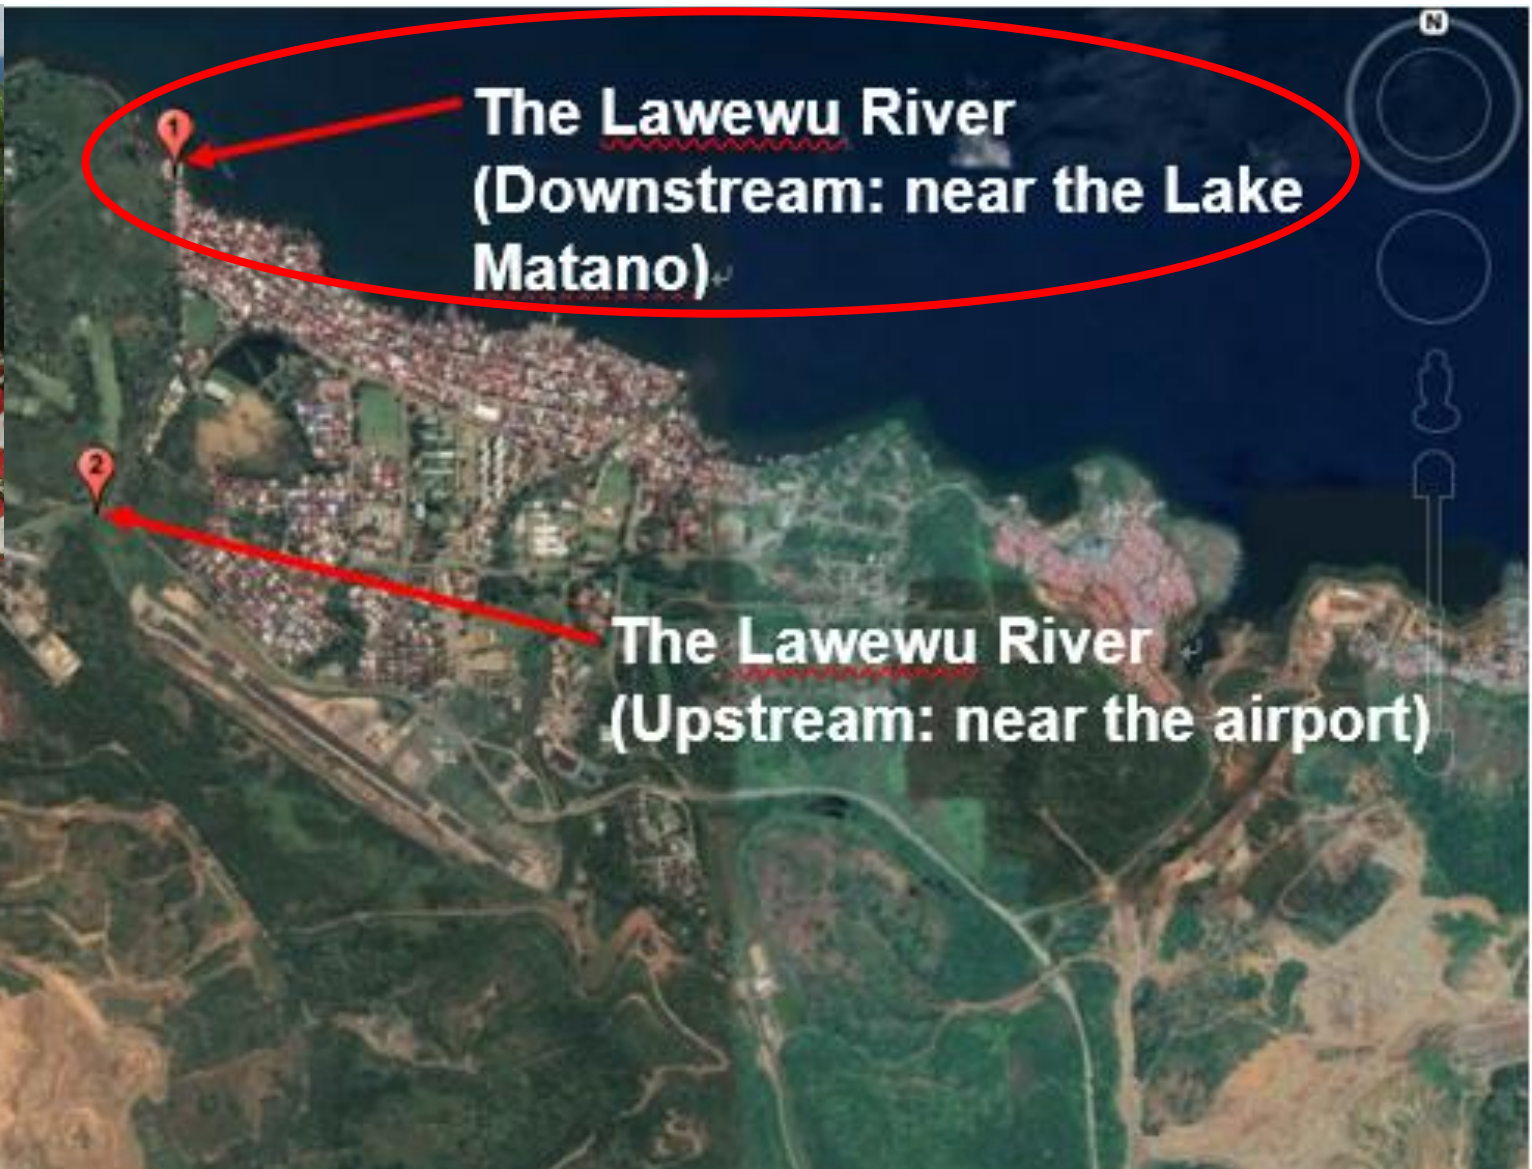 N
1
The Lawewu River
(Downstream: near the Lake
Matano)
2
The Lawewu River
(Upstream: near the airport)